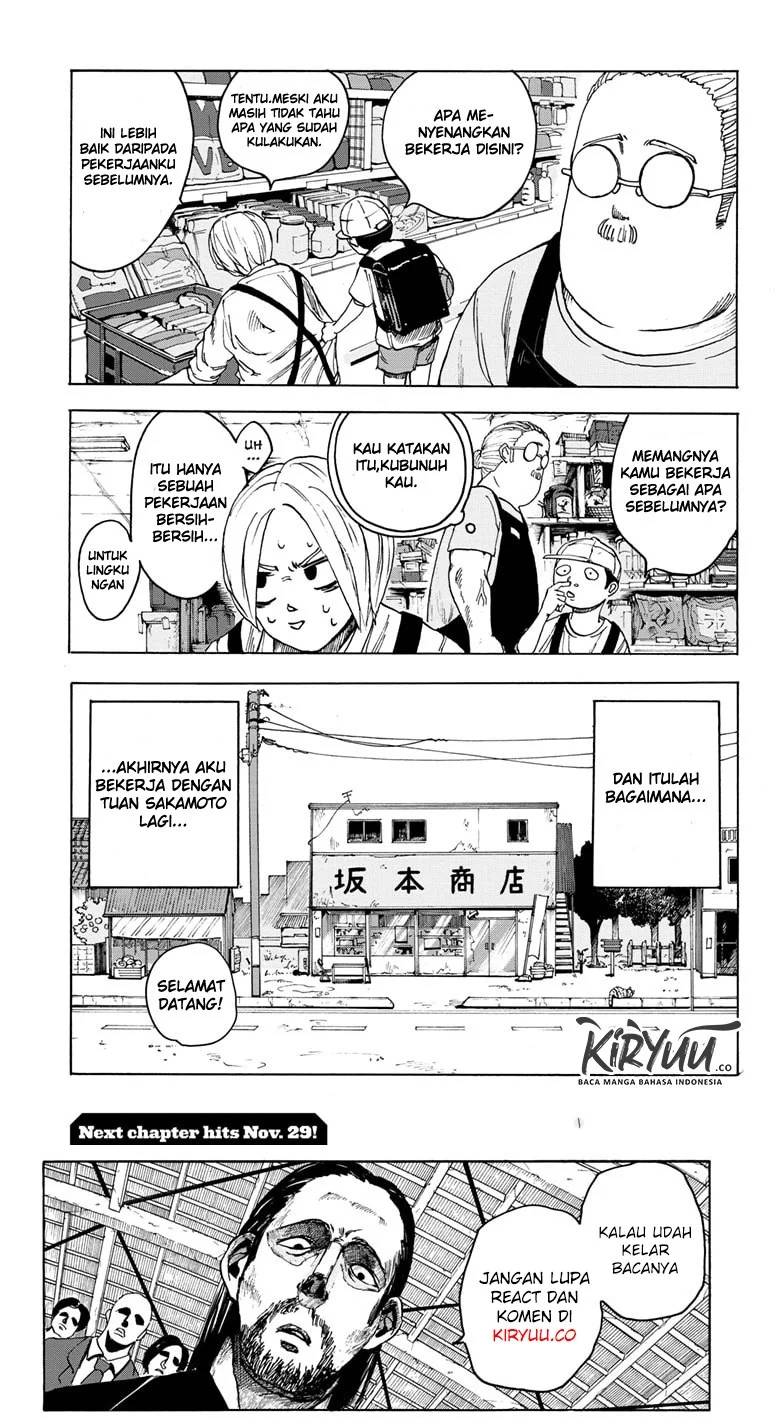 APA ME-
NYENANGKAN
BEKERJA DISINI?
TENTU.MESKI AKU
MASIH TIDAK TAHU
APA YANG SUDAH
KULAKUKAN.
INI LEBIH
BAIK DARIPADA
PEKERJAANKU
SEBELUMNYA.
MEMANGNYA
KAMU BEKERJA
SEBAGAI APA
SEBELUMNYA?
KAU KATAKAN
ITU,KUBUNUH
KAU.
UH
...
ITU HANYA
SEBUAH
PEKERJAAN
BERSIH-
BERSIH...
UNTUK
LINGKU
NGAN
DAN ITULAH
BAGAIMANA...
...AKHIRNYA AKU
BEKERJA DENGAN
TUAN SAKAMOTO
LAGI...
坂本商店
SELAMAT
DATANG!
KIRYUU.CO
BACA MANGA BAHASA INDONESIA
Next chapter hits Nov. 29!
KALAU UDAH
KELAR
BACANYA
JANGAN LUPA
REACT DAN
KOMEN DI
KIRYUU.CO